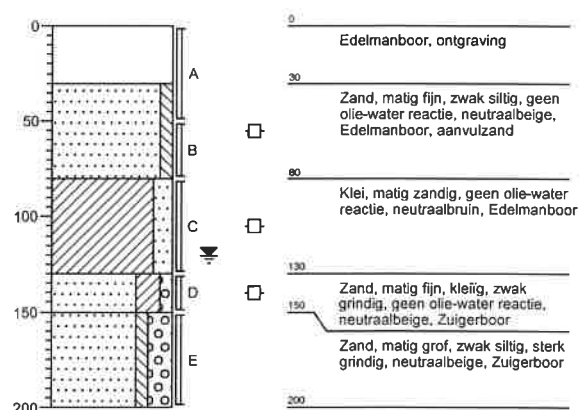 0
50
100
150
200
A
B
C
D
E
0
Edelmanboor, ontgraving
30
Zand, matig fijn, zwak siltig, geen
olie-water reactie, neutraalbeige,
Edelmanboor, aanvulzand
80
Klei, matig zandig, geen olie-water
reactie, neutraalbruin, Edelmanboor
130
Zand, matig fijn, kleiïg, zwak
grindig, geen olie-water reactie,
neutraalbeige, Zuigerboor
150
Zand, matig grof, zwak siltig, sterk
grindig, neutraalbeige, Zuigerboor
200